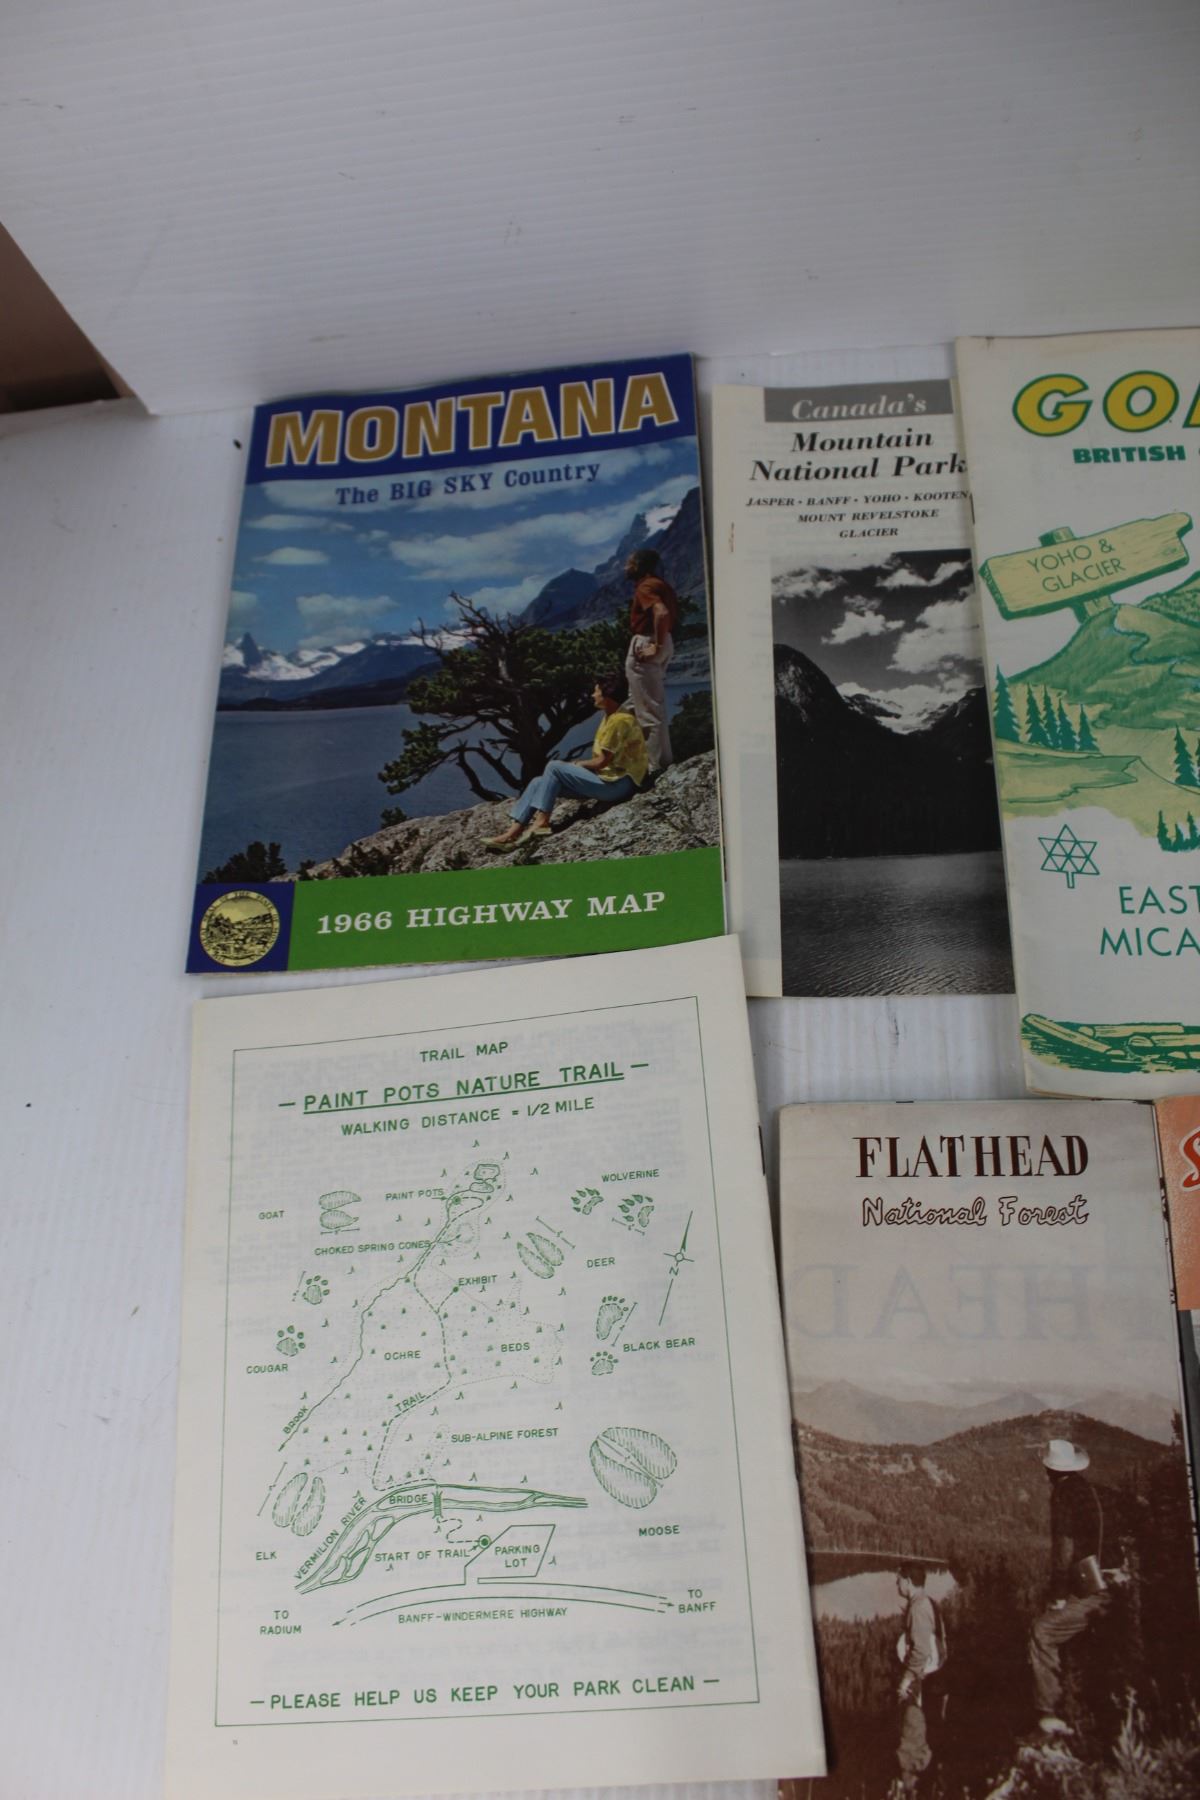 MONTANA
The BIG SKY Country
1966 HIGHWAY MAP
Canada's
Mountain
National Park
JASPER • BANFF • YOHO • KOOTEN
MOUNT REVELSTOKE
GLACIER
GO
BRITISH
YOHO &
GLACIER
EAST
MICA
TRAIL MAP
— PAINT POTS NATURE TRAIL —
WALKING DISTANCE = 1/2 MILE
WOLVERINE
PAINT POTS
GOAT
CHOKED SPRING CONES
DEER
N
EXHIBIT
BLACK BEAR
COUGAR
OCHRE
BEDS
TRAIL
BROOK
SUB-ALPINE FOREST
BRIDGE
VERMILION RIVER
MOOSE
ELK
START OF TRAIL
PARKING
LOT
TO
RADIUM
BANFF-WINDERMERE HIGHWAY
TO
BANFF
— PLEASE HELP US KEEP YOUR PARK CLEAN —
FLATHEAD
National Forest